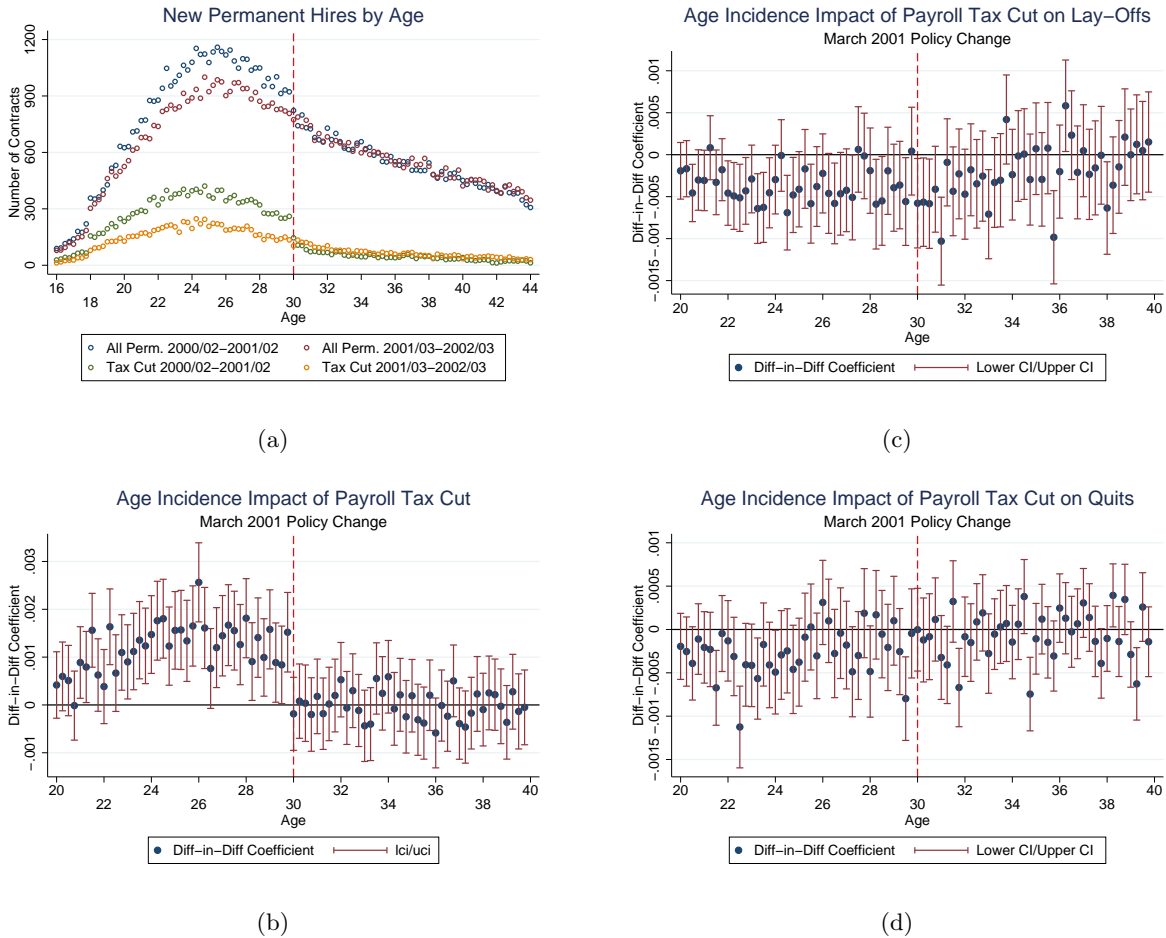 New Permanent Hires by Age
Number of Contracts
0 300 600 900 1200
16 18 20 22 24 26 28 30 32 34 36 38 40 42 44
Age
All Perm. 2000/02−2001/02 All Perm. 2001/03−2002/03
Tax Cut 2000/02−2001/02 Tax Cut 2001/03−2002/03
(a)
Age Incidence Impact of Payroll Tax Cut on Lay−Offs
March 2001 Policy Change
Diff−in−Diff Coefficient
−.0015 −.001 −.0005 0 .0005 .001
20 22 24 26 28 30 32 34 36 38 40
Age
Diff−in−Diff Coefficient Lower CI/Upper CI
(c)
Age Incidence Impact of Payroll Tax Cut
March 2001 Policy Change
Diff−in−Diff Coefficient
−.001 0 .001 .002 .003
20 22 24 26 28 30 32 34 36 38 40
Age
Diff−in−Diff Coefficient lci/uci
(b)
Age Incidence Impact of Payroll Tax Cut on Quits
March 2001 Policy Change
Diff−in−Diff Coefficient
−.0015 −.001 −.0005 0 .0005 .001
20 22 24 26 28 30 32 34 36 38 40
Age
Diff−in−Diff Coefficient Lower CI/Upper CI
(d)